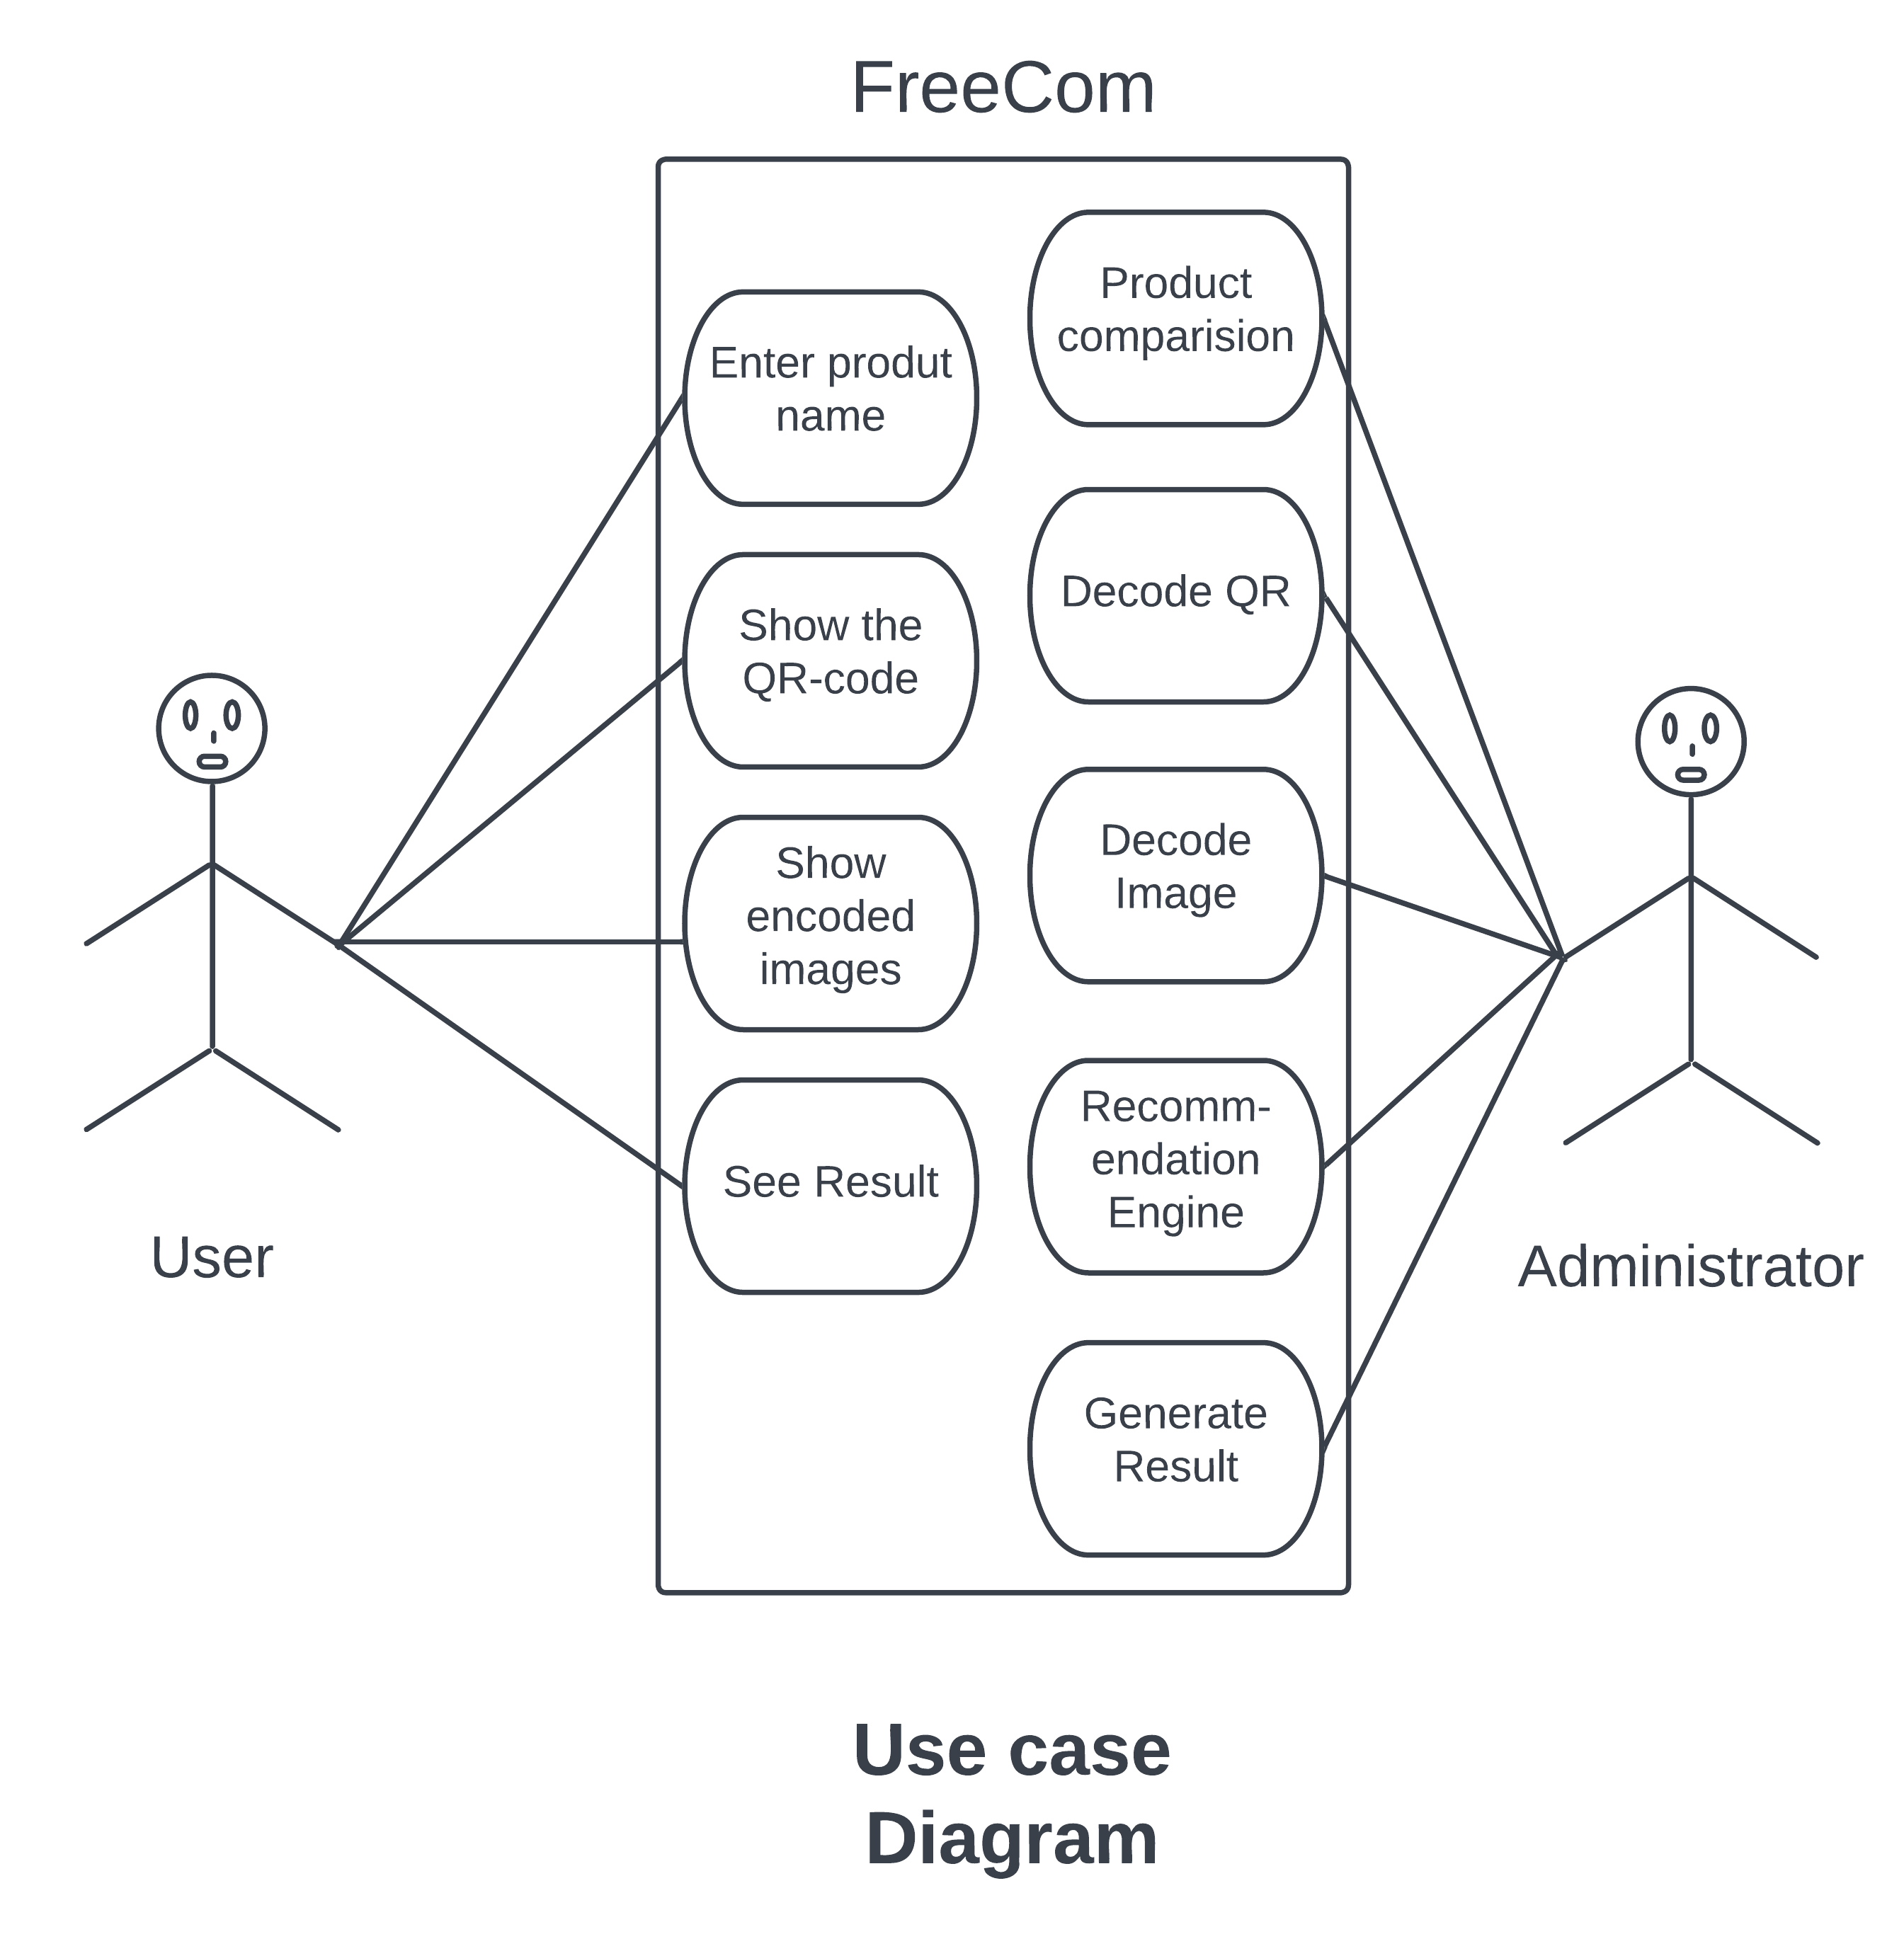 FreeCom
Enter produt
name
Show the
QR-code
Show
encoded
images
See Result
Product
comparision
Decode QR
Decode
Image
Recomm-
endation
Engine
Generate
Result
User
Administrator
Use case
Diagram